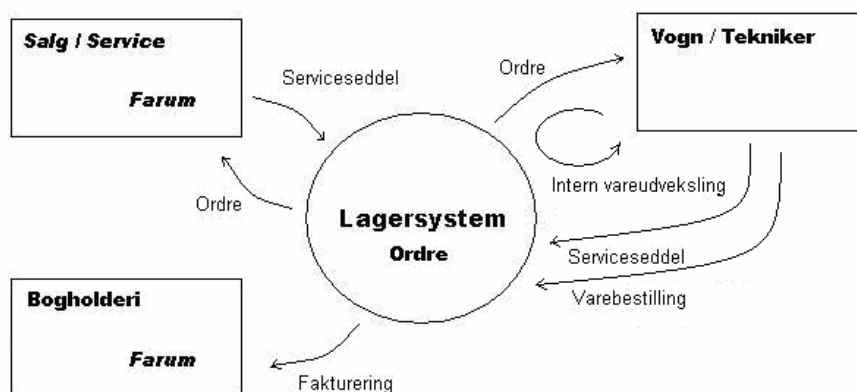 Salg / Service
Farum
Serviceseddel
Ordre
Vogn / Tekniker
Intern vareudveksling
Ordre
Lagersystem
Ordre
Serviceseddel
Varebestilling
Bogholderi
Farum
Fakturering